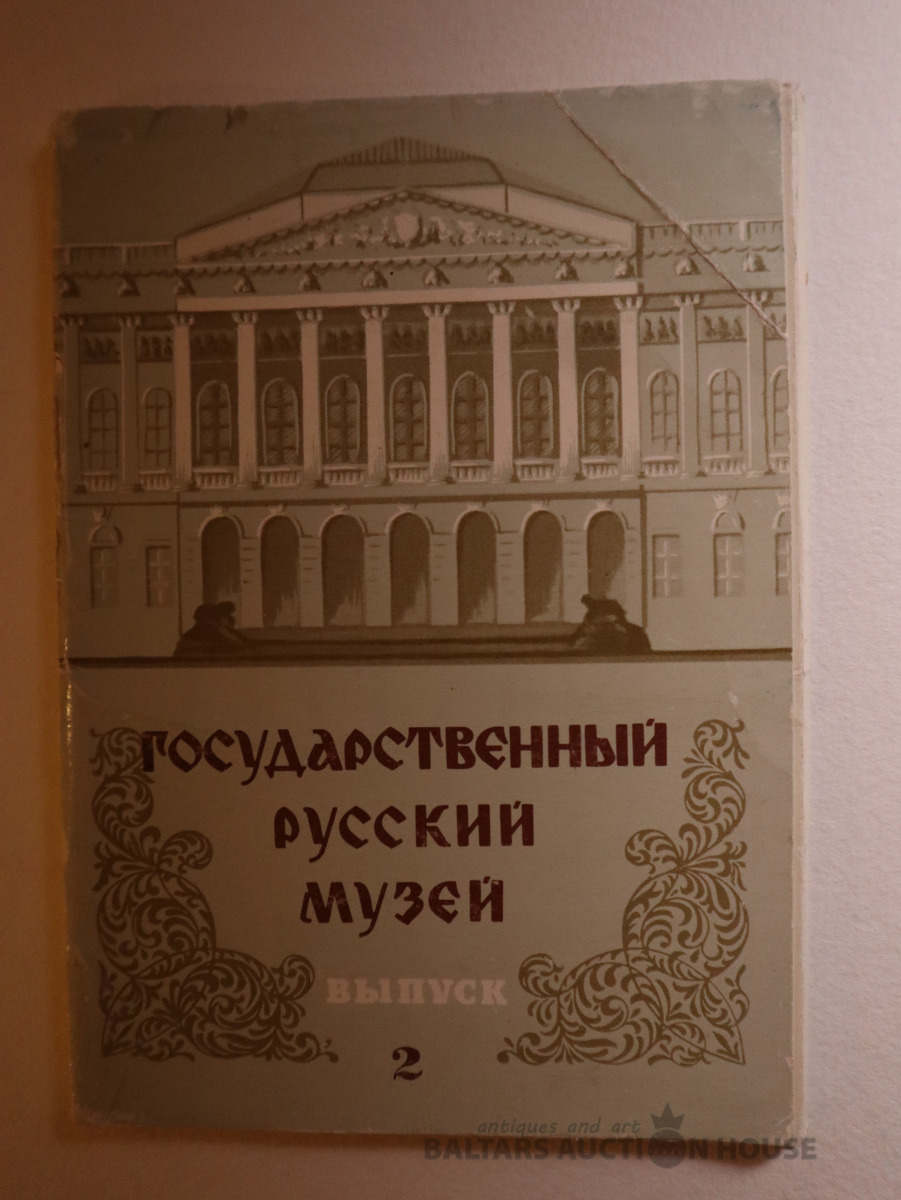 ГОСУДАРСТВЕННЫЙ
РУССКИЙ
МУЗЕЙ
ВЫПУСК
2
antiques and art
BALTARS AUCTION HOUSE